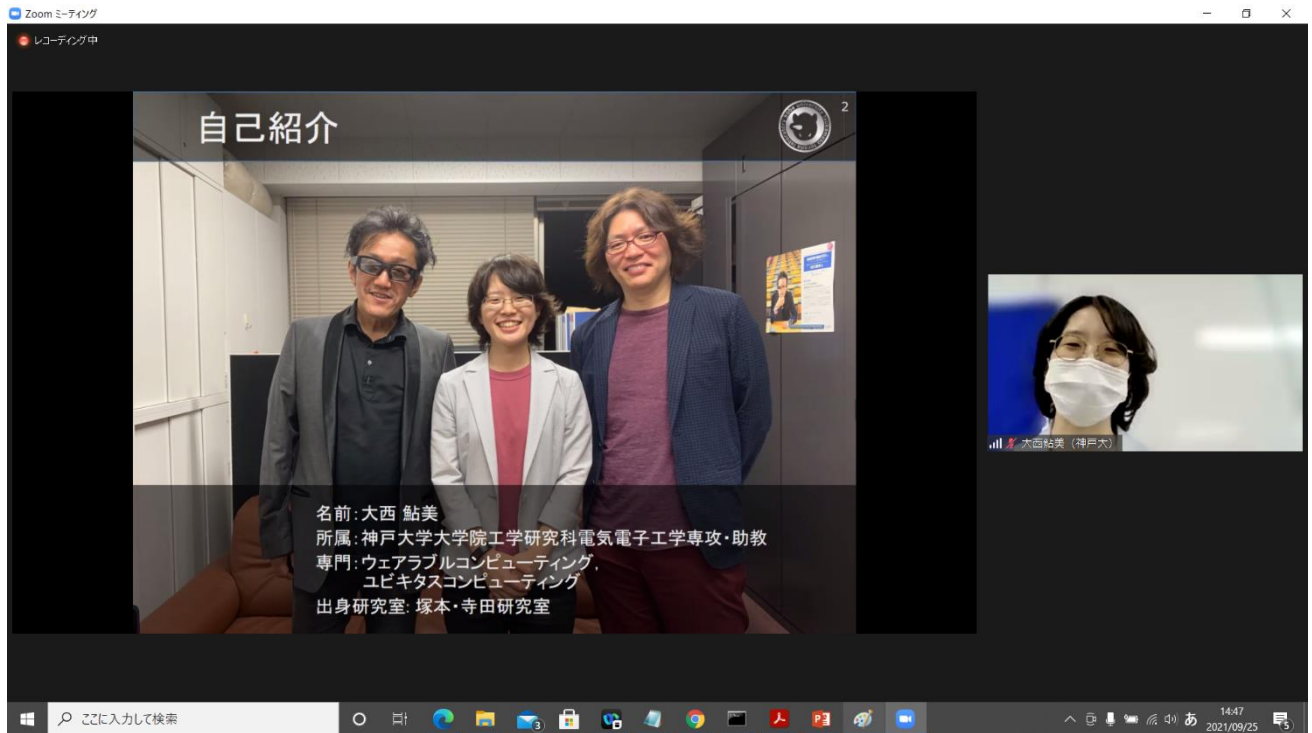 Zoom ミーティング
レコーディング中
自己紹介
2
名前:大西 鮎美
所属:神戸大学大学院工学研究科電気電子工学専攻・助教
専門:ウェアラブルコンピューティング,
ユビキタスコンピューティング
出身研究室: 塚本・寺田研究室
大西鮎美（神戸大）
ここに入力して検索
3
あ
14:47
2021/09/25
5